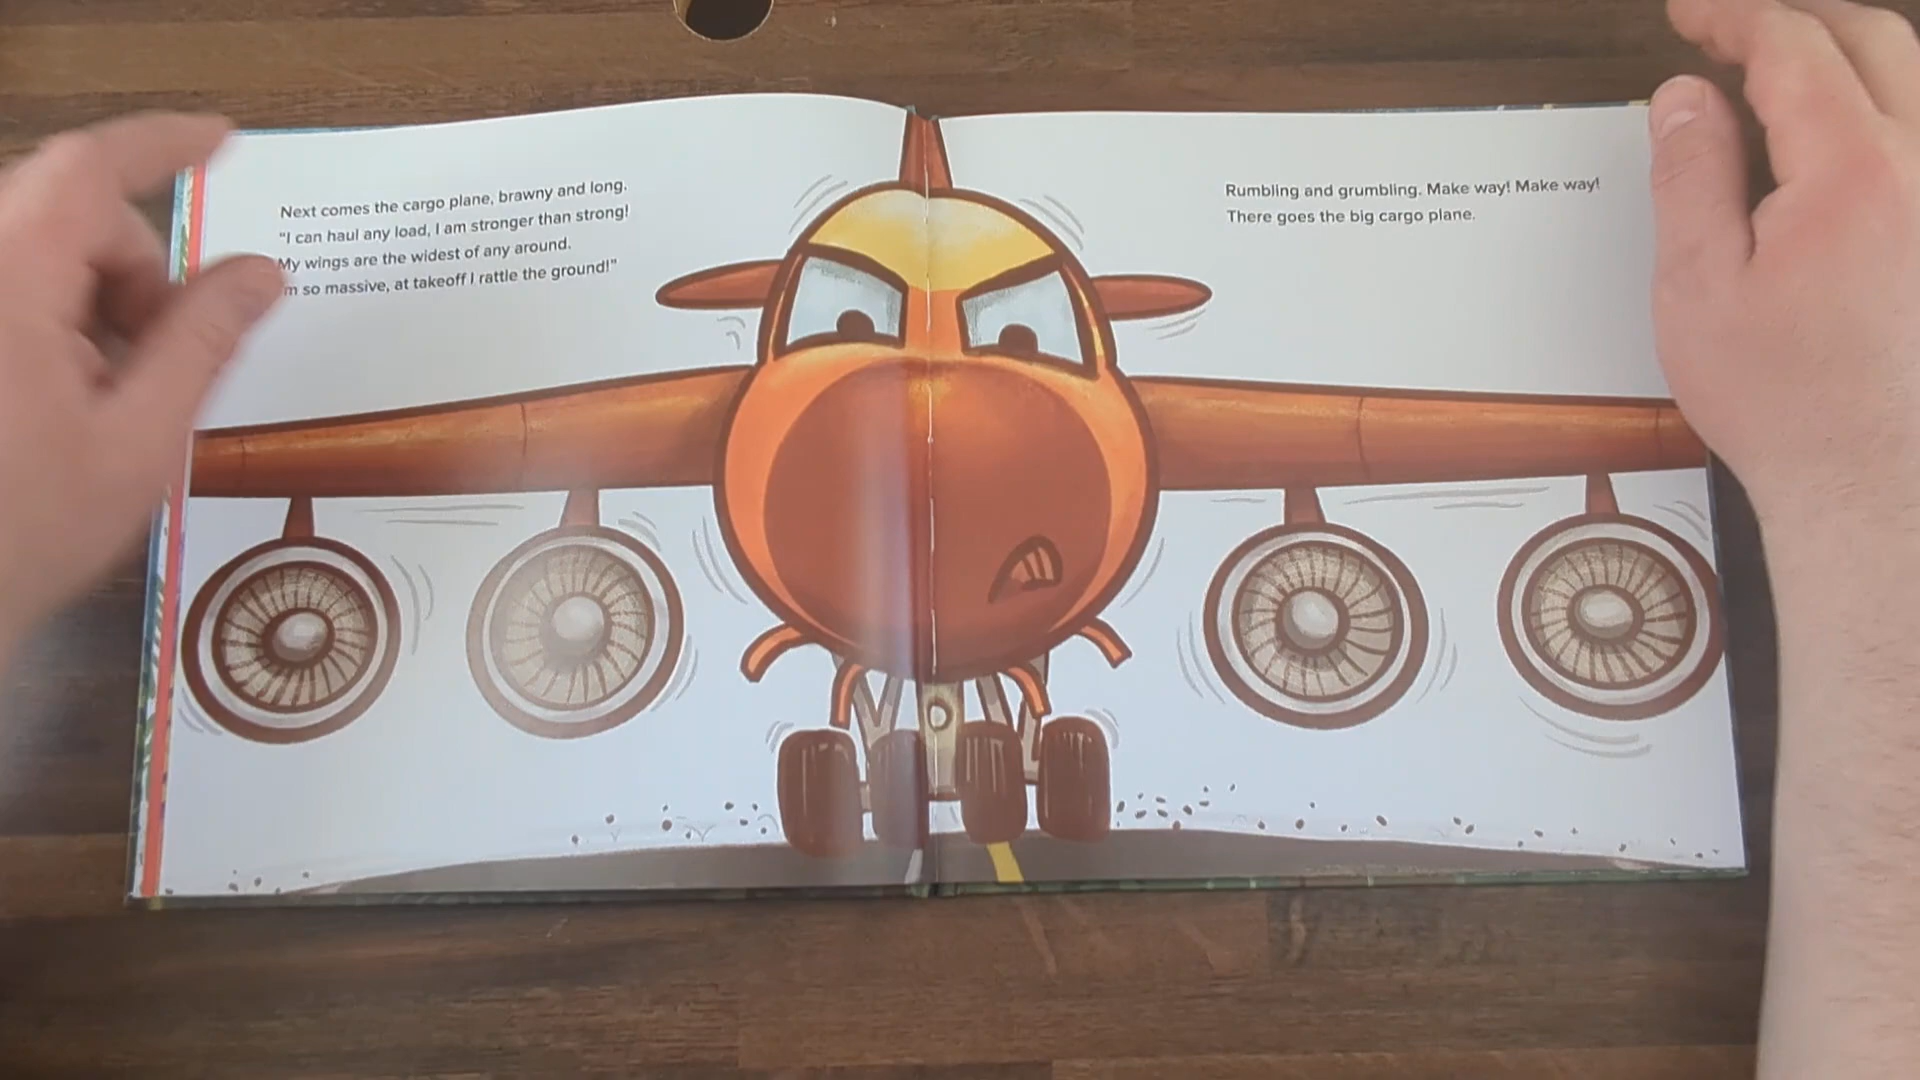 Next comes the cargo plane, brawny and long.
"I can haul any load, I am stronger than strong!
My wings are the widest of any around.
m so massive, at takeoff I rattle the ground!"
Rumbling and grumbling. Make way! Make way!
There goes the big cargo plane.